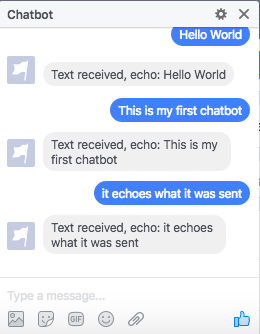 Chatbot
Hello World
Text received, echo: Hello World
This is my first chatbot
Text received, echo: This is my
first chatbot
it echoes what it was sent
Text received, echo: it echoes
what it was sent
Type a message...
GIF